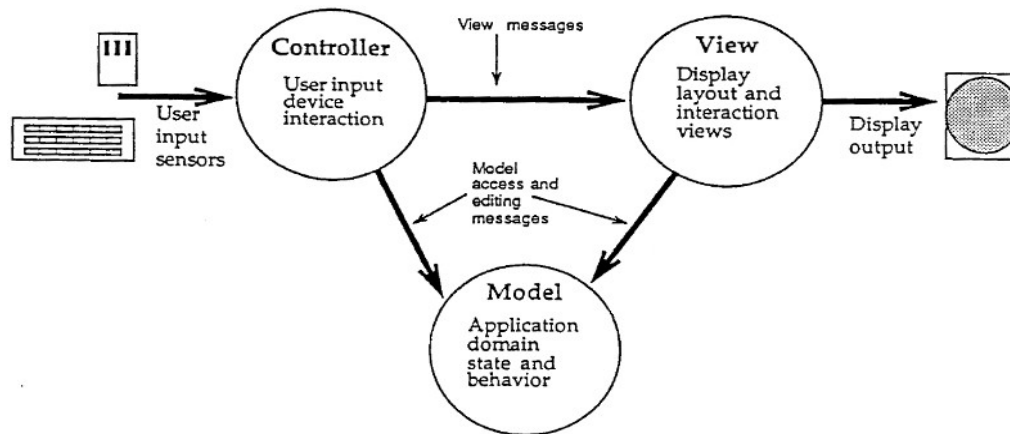 View messages
Controller
User input
device
interaction
View
Display
layout and
interaction
views
User
input
sensors
Display
output
Model
access and
editing
messages
Model
Application
domain
state and
behavior